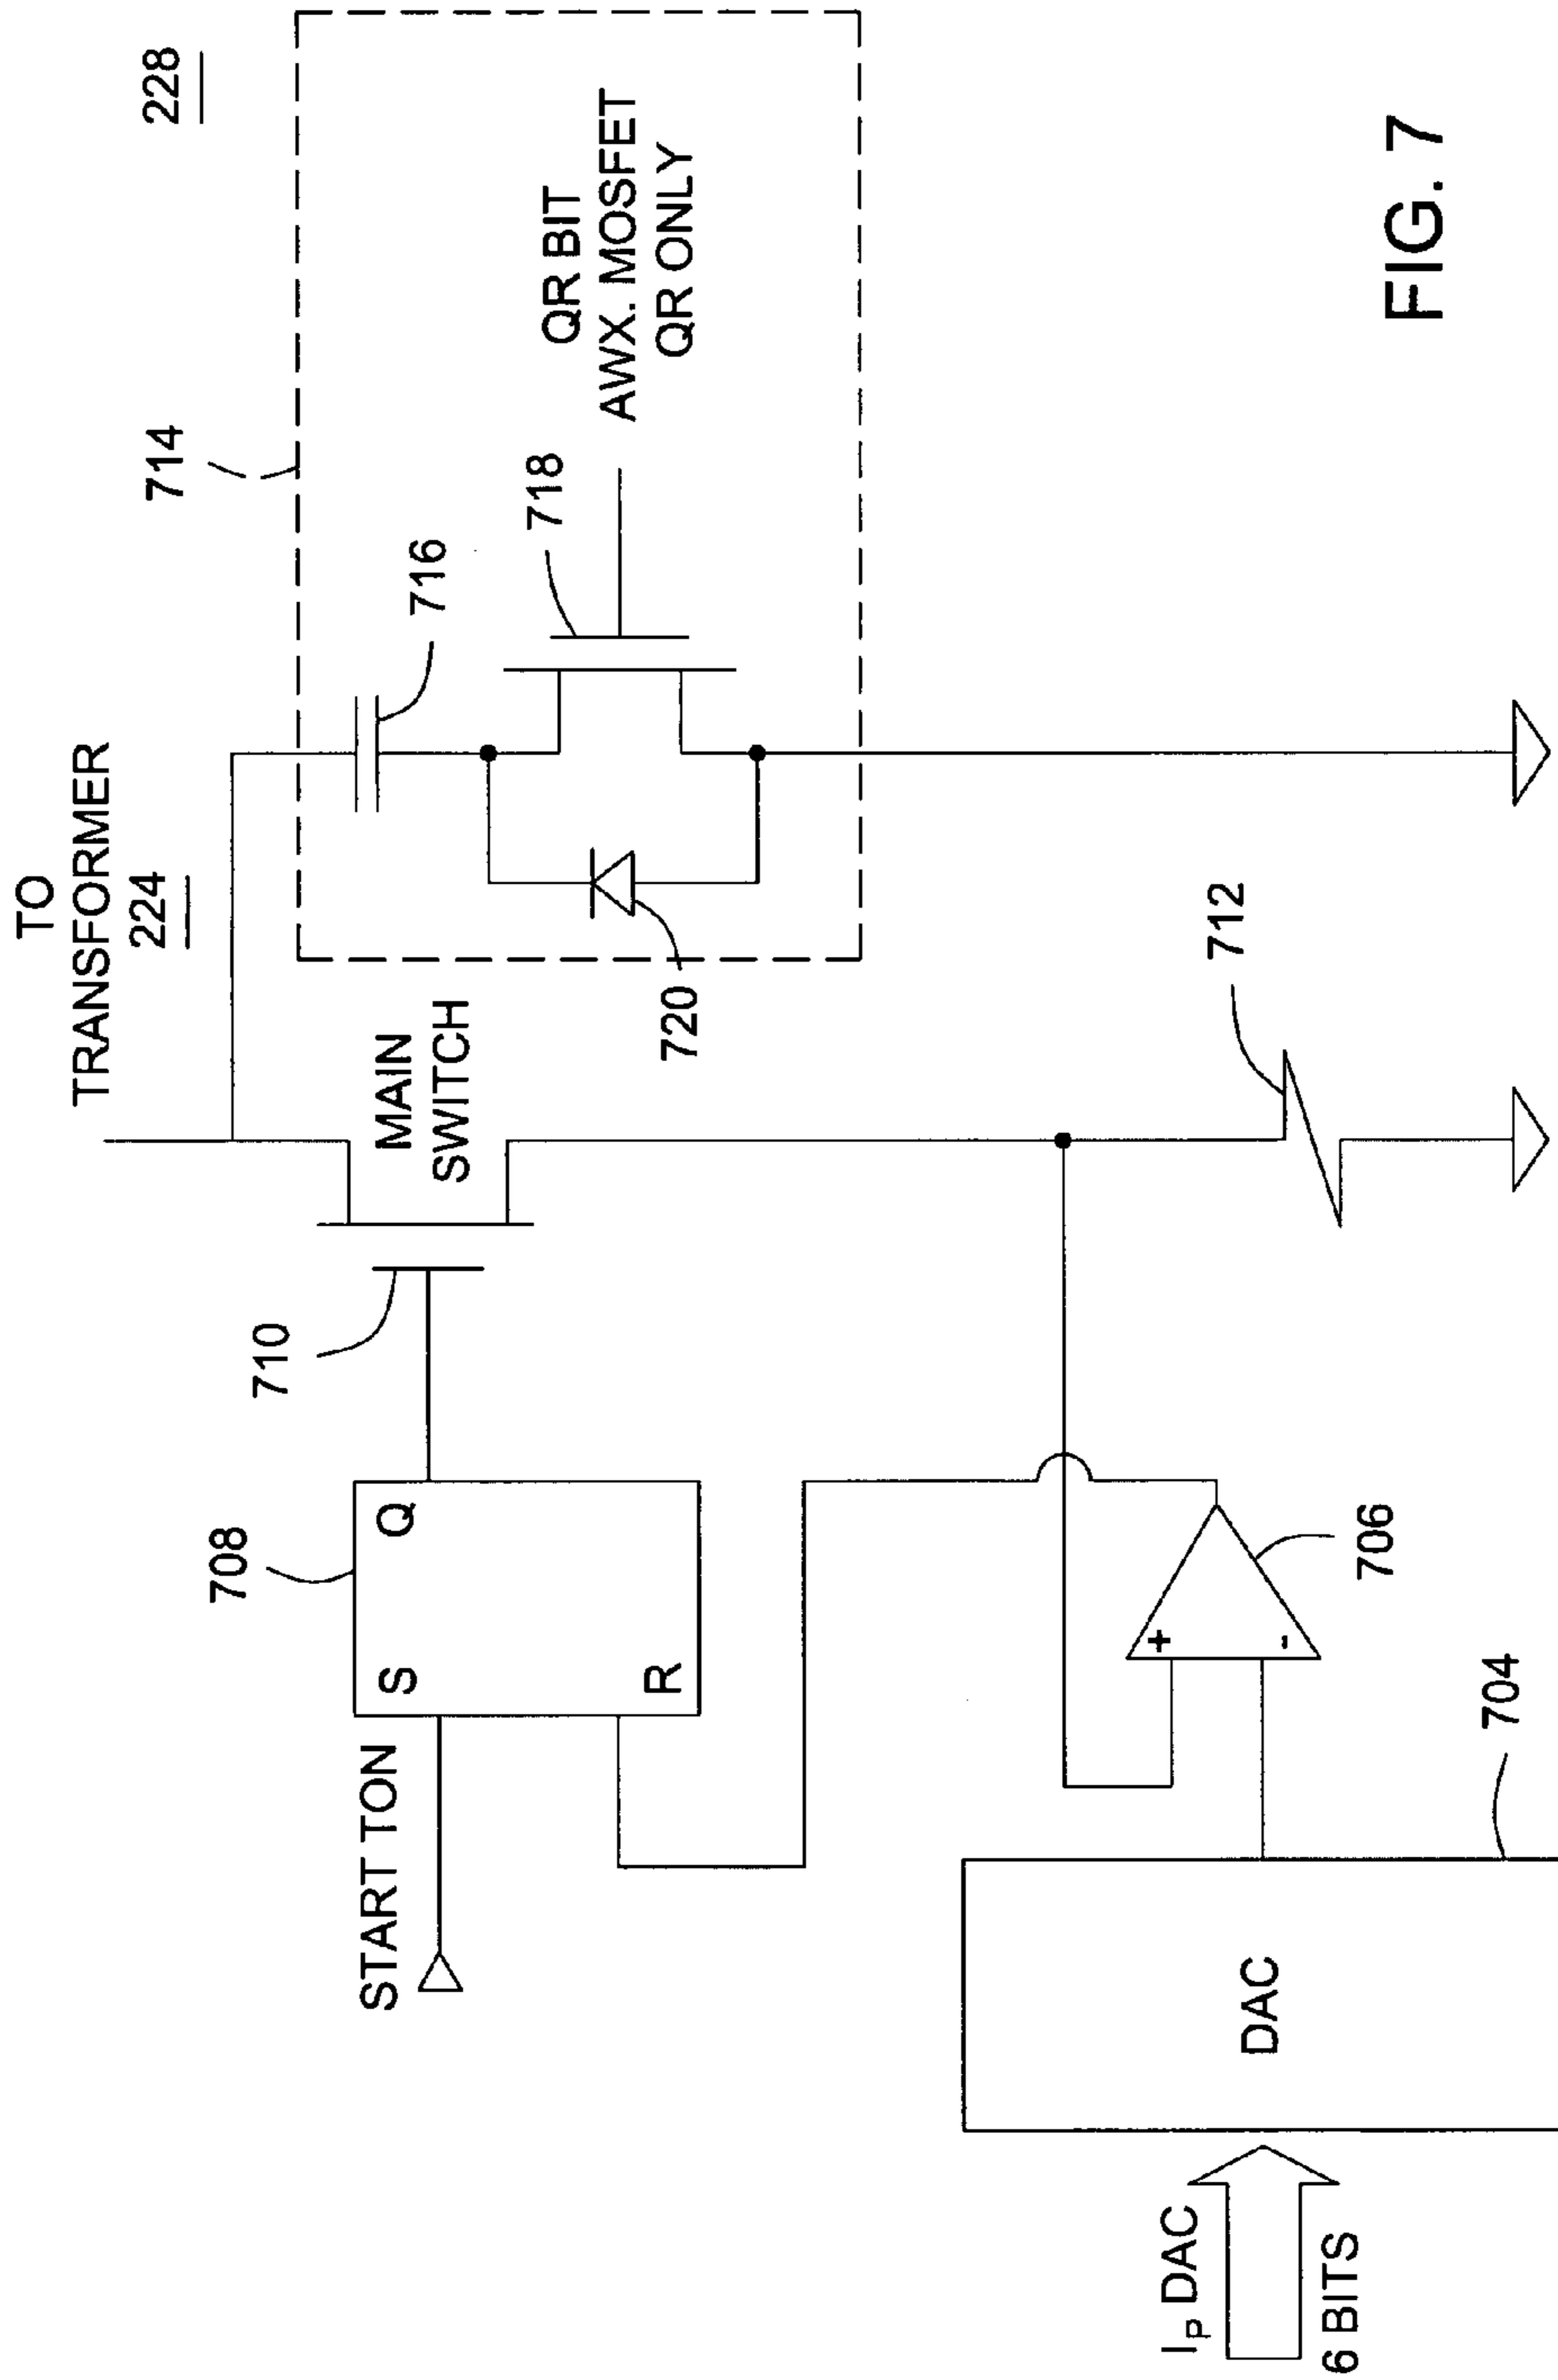 TO
TRANSFORMER
224
228
714
716
718
QR BIT
AWX. MOSFET
QR ONLY
720
MAIN
SWITCH
710
708
S
Q
R
START TON
712
+
-
706
704
DAC
I_P DAC
6 BITS
FIG. 7